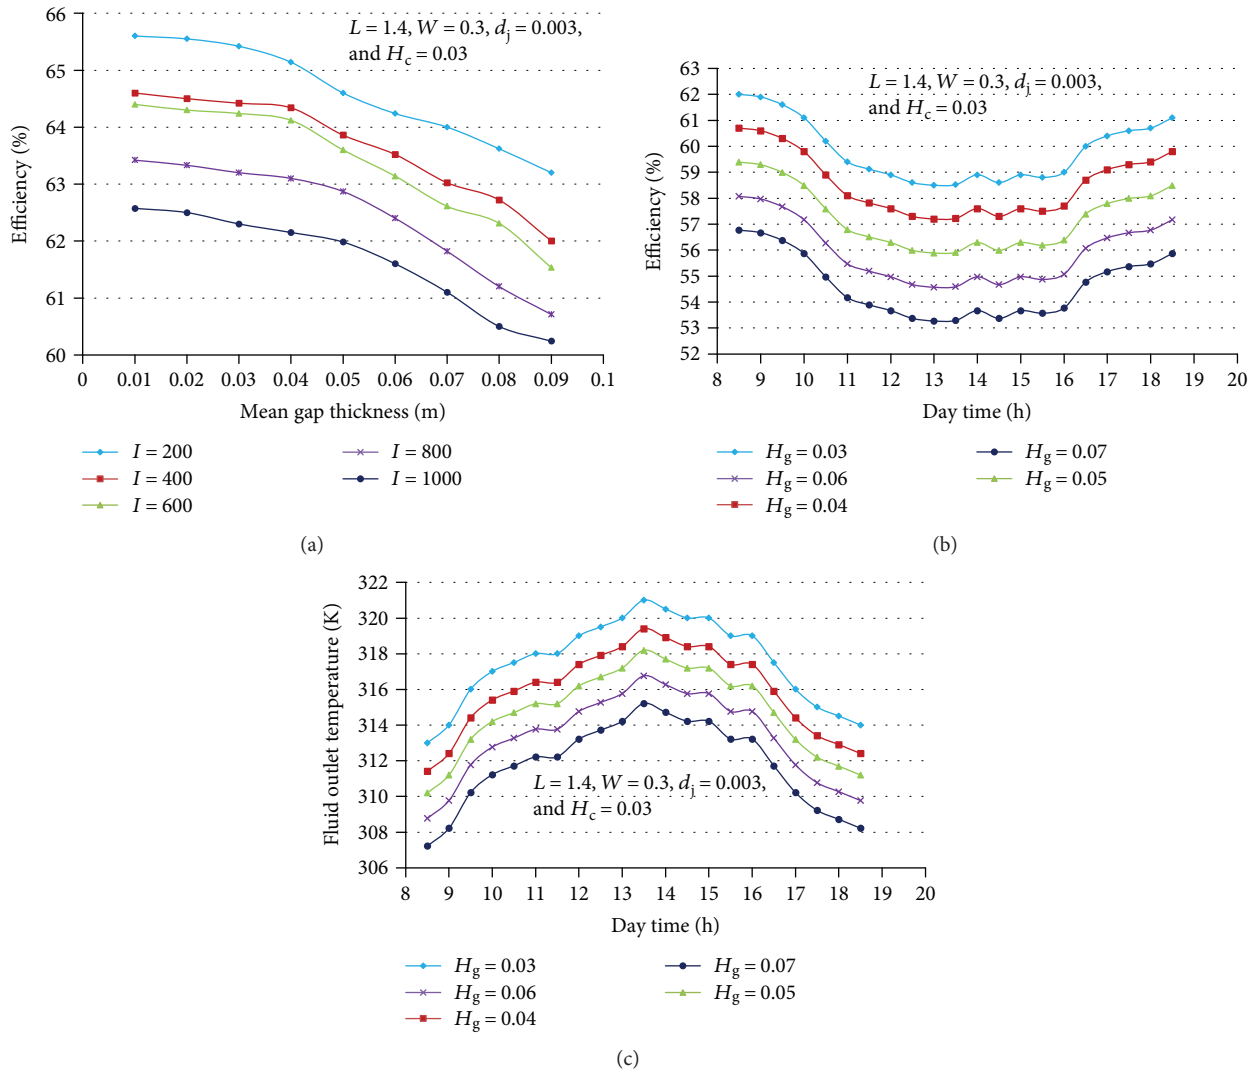 66
65
64
63
62
61
60
Efficiency (%)
L = 1.4, W = 0.3, dj = 0.003,
and Hc = 0.03
0 0.01 0.02 0.03 0.04 0.05 0.06 0.07 0.08 0.09 0.1
Mean gap thickness (m)
I = 200
I = 400
I = 600
I = 800
I = 1000
(a)
63
62
61
60
59
58
57
56
55
54
53
52
Efficiency (%)
L = 1.4, W = 0.3, dj = 0.003,
and Hc = 0.03
8 9 10 11 12 13 14 15 16 17 18 19 20
Day time (h)
Hg = 0.03
Hg = 0.06
Hg = 0.04
Hg = 0.07
Hg = 0.05
(b)
322
320
318
316
314
312
310
308
306
Fluid outlet temperature (K)
L = 1.4, W = 0.3, dj = 0.003,
and Hc = 0.03
8 9 10 11 12 13 14 15 16 17 18 19 20
Day time (h)
Hg = 0.03
Hg = 0.06
Hg = 0.04
Hg = 0.07
Hg = 0.05
(c)